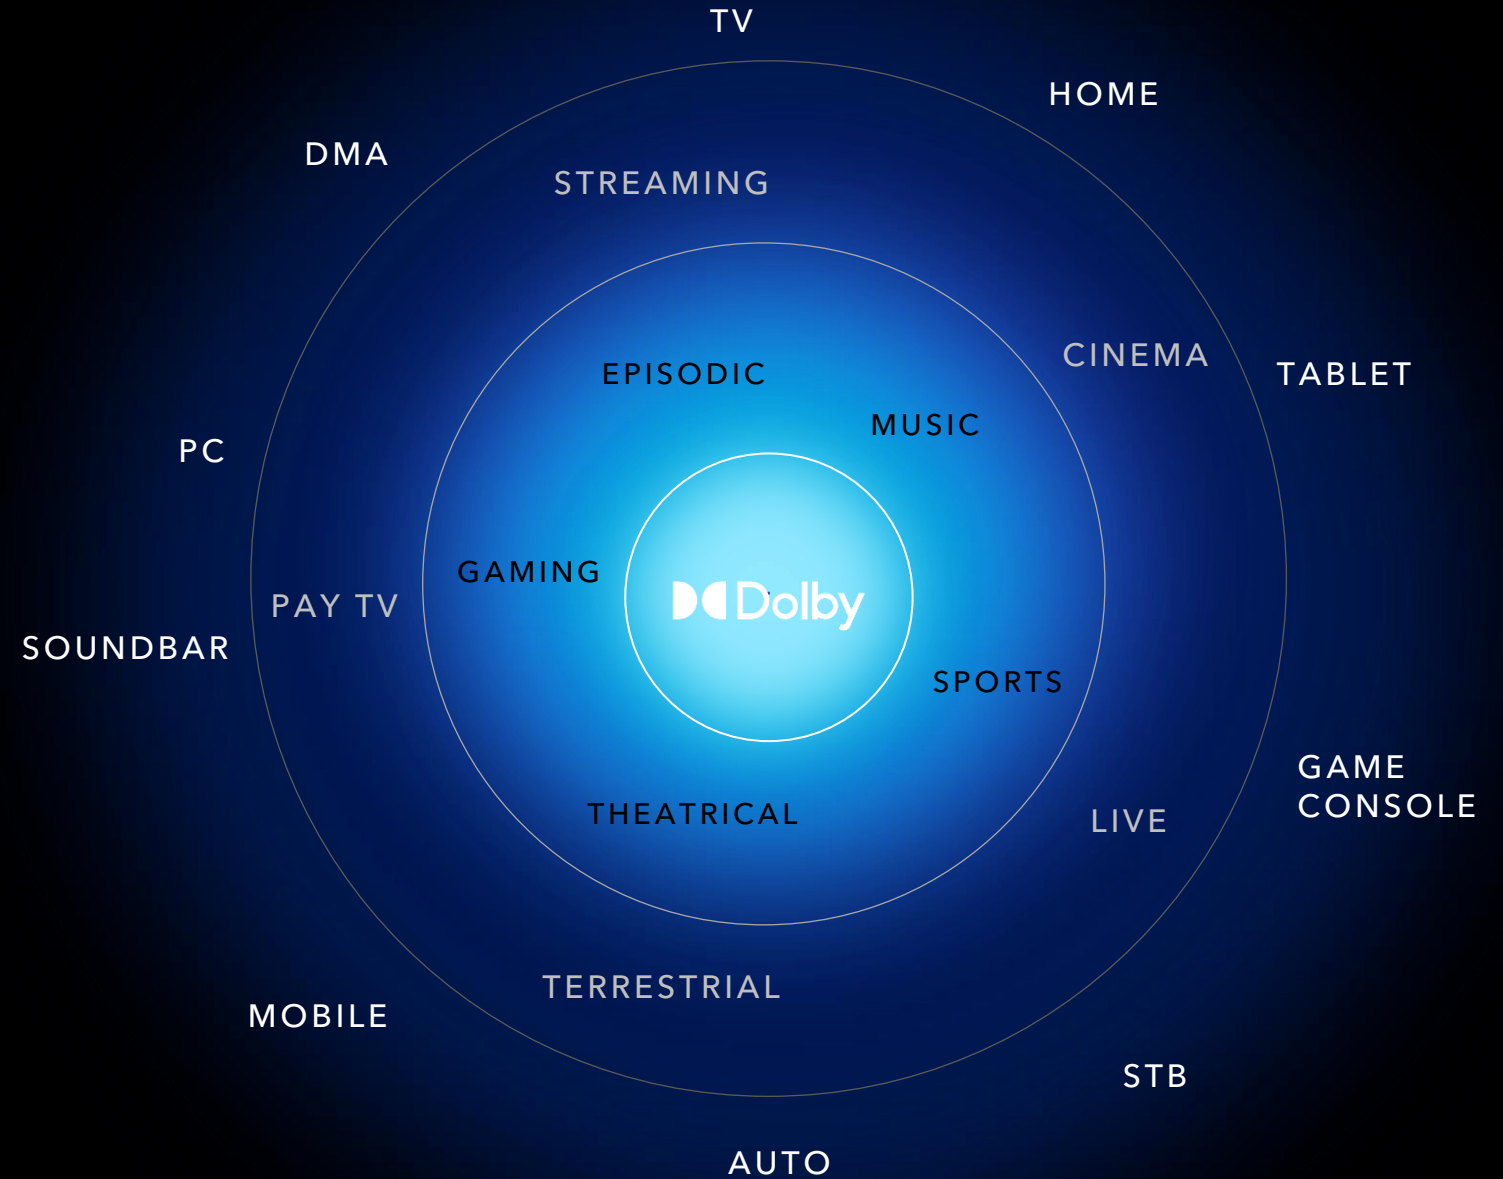 TV
HOME
DMA
STREAMING
CINEMA
TABLET
EPISODIC
MUSIC
PC
GAMING
Dolby
PAY TV
SOUNDBAR
SPORTS
GAME
CONSOLE
THEATRICAL
LIVE
TERRESTRIAL
MOBILE
STB
AUTO